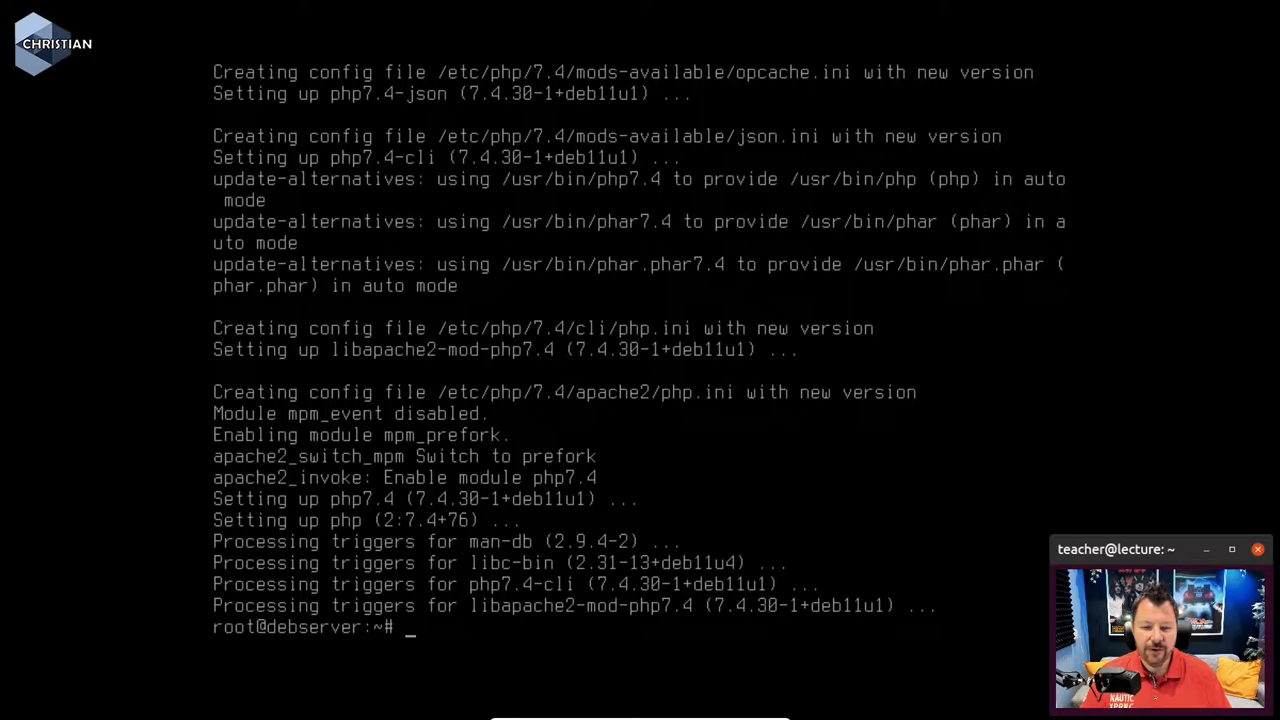 CHRISTIAN
Creating config file /etc/php/7.4/mods-available/opcache.ini with new version
Setting up php7.4-json (7.4.30-1+deb11u1) ...
Creating config file /etc/php/7.4/mods-available/json.ini with new version
Setting up php7.4-cli (7.4.30-1+deb11u1) ...
update-alternatives: using /usr/bin/php7.4 to provide /usr/bin/php (php) in auto
mode
update-alternatives: using /usr/bin/phar7.4 to provide /usr/bin/phar (phar) in a
uto mode
update-alternatives: using /usr/bin/phar.phar7.4 to provide /usr/bin/phar.phar (
phar.phar) in auto mode
Creating config file /etc/php/7.4/cli/php.ini with new version
Setting up libapache2-mod-php7.4 (7.4.30-1+deb11u1) ...
Creating config file /etc/php/7.4/apache2/php.ini with new version
Module mpm_event disabled.
Enabling module mpm_prefork.
apache2_switch_mpm Switch to prefork
apache2_invoke: Enable module php7.4
Setting up php7.4 (7.4.30-1+deb11u1) ...
Setting up php (2:7.4+76) ...
Processing triggers for man-db (2.9.4-2) ...
Processing triggers for libc-bin (2.31-13+deb11u4) ...
Processing triggers for php7.4-cli (7.4.30-1+deb11u1) ...
Processing triggers for libapache2-mod-php7.4 (7.4.30-1+deb11u1) ...
root@debserver:~# _
teacher@lecture: ~
NAUTIC